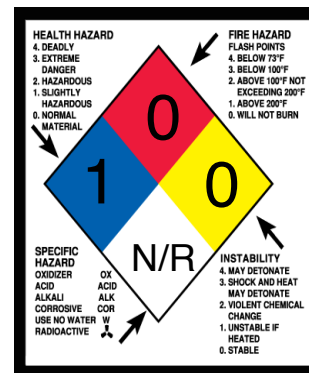 HEALTH HAZARD
4. DEADLY
3. EXTREME
DANGER
2. HAZARDOUS
1. SLIGHTLY
HAZARDOUS
0. NORMAL
MATERIAL
FIRE HAZARD
FLASH POINTS
4. BELOW 73°F
3. BELOW 100°F
2. ABOVE 100°F NOT
EXCEEDING 200°F
1. ABOVE 200°F
0. WILL NOT BURN
0
1
0
N/R
SPECIFIC
HAZARD
OXIDIZER OX
ACID ACID
ALKALI ALK
CORROSIVE COR
USE NO WATER W
RADIOACTIVE
INSTABILITY
4. MAY DETONATE
3. SHOCK AND HEAT
MAY DETONATE
2. VIOLENT CHEMICAL
CHANGE
1. UNSTABLE IF
HEATED
0. STABLE